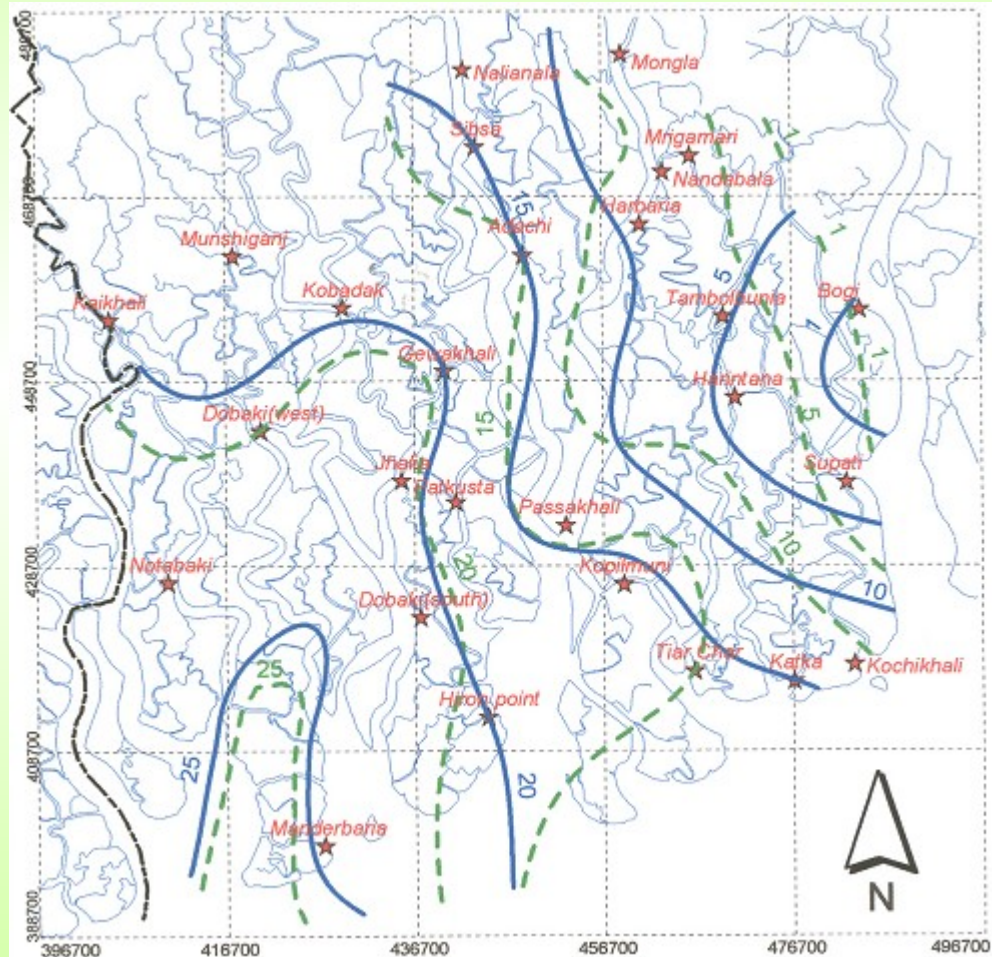 488700
Mongla
Nalianala
Sibsa
1
Mrigamari
Nandabala
468700
15
Harbaria
Adachi
1
Munshiganj
5
Kobadak
Tambolbunia
Bogi
Kaikhali
1
1
Gewakhali
448700
Harintana
Dobaki(west)
15
5
Jhalia
Supati
Patkusta
Passakhali
10
428700
Notabaki
20
Kopilmuni
10
Dobaki(south)
25
Tiar Char
Katka
Kochikhali
Hiron point
408700
25
20
Manderbaria
N
388700
396700
416700
436700
456700
476700
496700